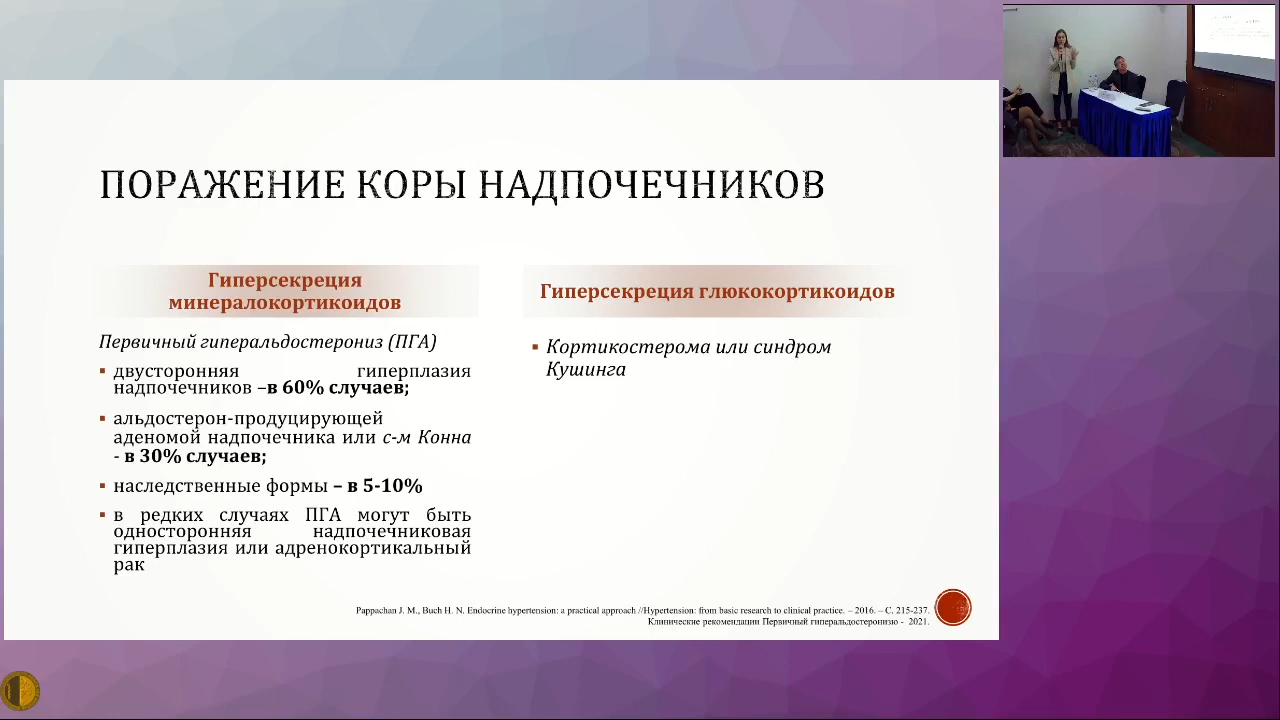 ПОРАЖЕНИЕ КОРЫ НАДПОЧЕЧНИКОВ
Гиперсекреция
минералокортикоидов
Первичный гиперальдостерониз (ПГА)
▪ двусторонняя гиперплазия
надпочечников –в 60% случаев;
▪ альдостерон-продуцирующей
аденомой надпочечника или с-м Конна
- в 30% случаев;
▪ наследственные формы – в 5-10%
▪ в редких случаях ПГА могут быть
односторонняя надпочечниковая
гиперплазия или адренокортикальный
рак
Гиперсекреция глюкокортикоидов
▪ Кортикостерома или синдром
Кушинга
Pappachan J. M., Buch H. N. Endocrine hypertension: a practical approach //Hypertension: from basic research to clinical practice. – 2016. – С. 215-237.
Клинические рекомендации Первичный гиперальдостеронизю - 2021.